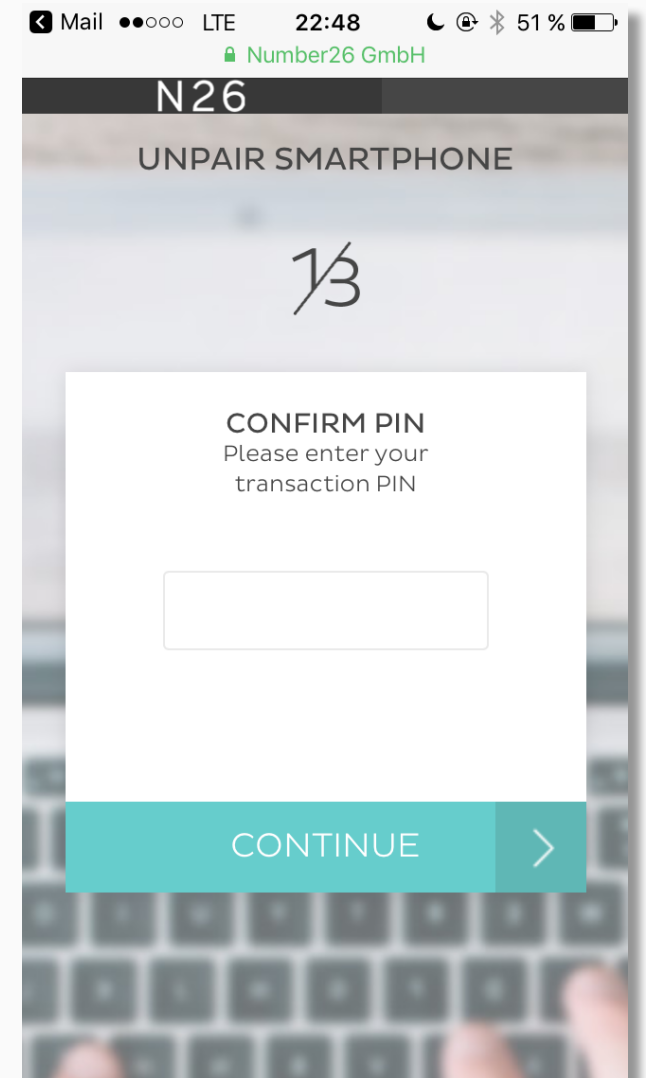 Mail LTE 22:48 51 %
Number26 GmbH
N26
UNPAIR SMARTPHONE
1/3
CONFIRM PIN
Please enter your
transaction PIN
CONTINUE